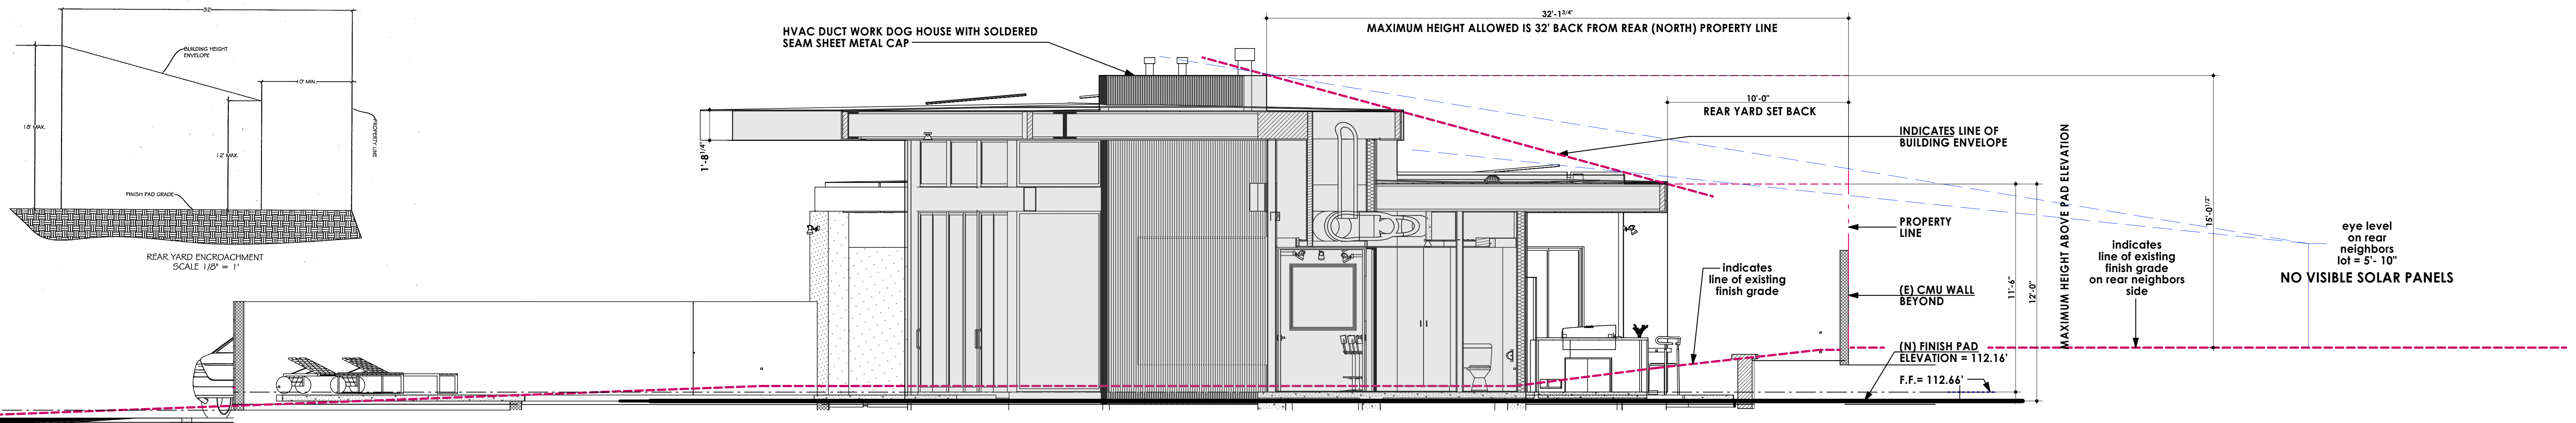 32'
BUILDING HEIGHT
ENVELOPE
10' MIN.
18' MAX.
12' MAX.
PROPERTY LINE
FINISH PAD GRADE
REAR YARD ENCROACHMENT
SCALE 1/8" = 1'
HVAC DUCT WORK DOG HOUSE WITH SOLDERED
SEAM SHEET METAL CAP
1'-8 1/4"
32'-1 3/4"
MAXIMUM HEIGHT ALLOWED IS 32' BACK FROM REAR (NORTH) PROPERTY LINE
10'-0"
REAR YARD SET BACK
INDICATES LINE OF
BUILDING ENVELOPE
PROPERTY
LINE
indicates
line of existing
finish grade
(E) CMU WALL
BEYOND
(N) FINISH PAD
ELEVATION = 112.16'
F.F.= 112.66'
11'-6"
12'-0"
MAXIMUM HEIGHT ABOVE PAD ELEVATION
indicates
line of existing
finish grade
on rear neighbors
side
15'-0 1/2"
eye level
on rear
neighbors
lot = 5'- 10"
NO VISIBLE SOLAR PANELS